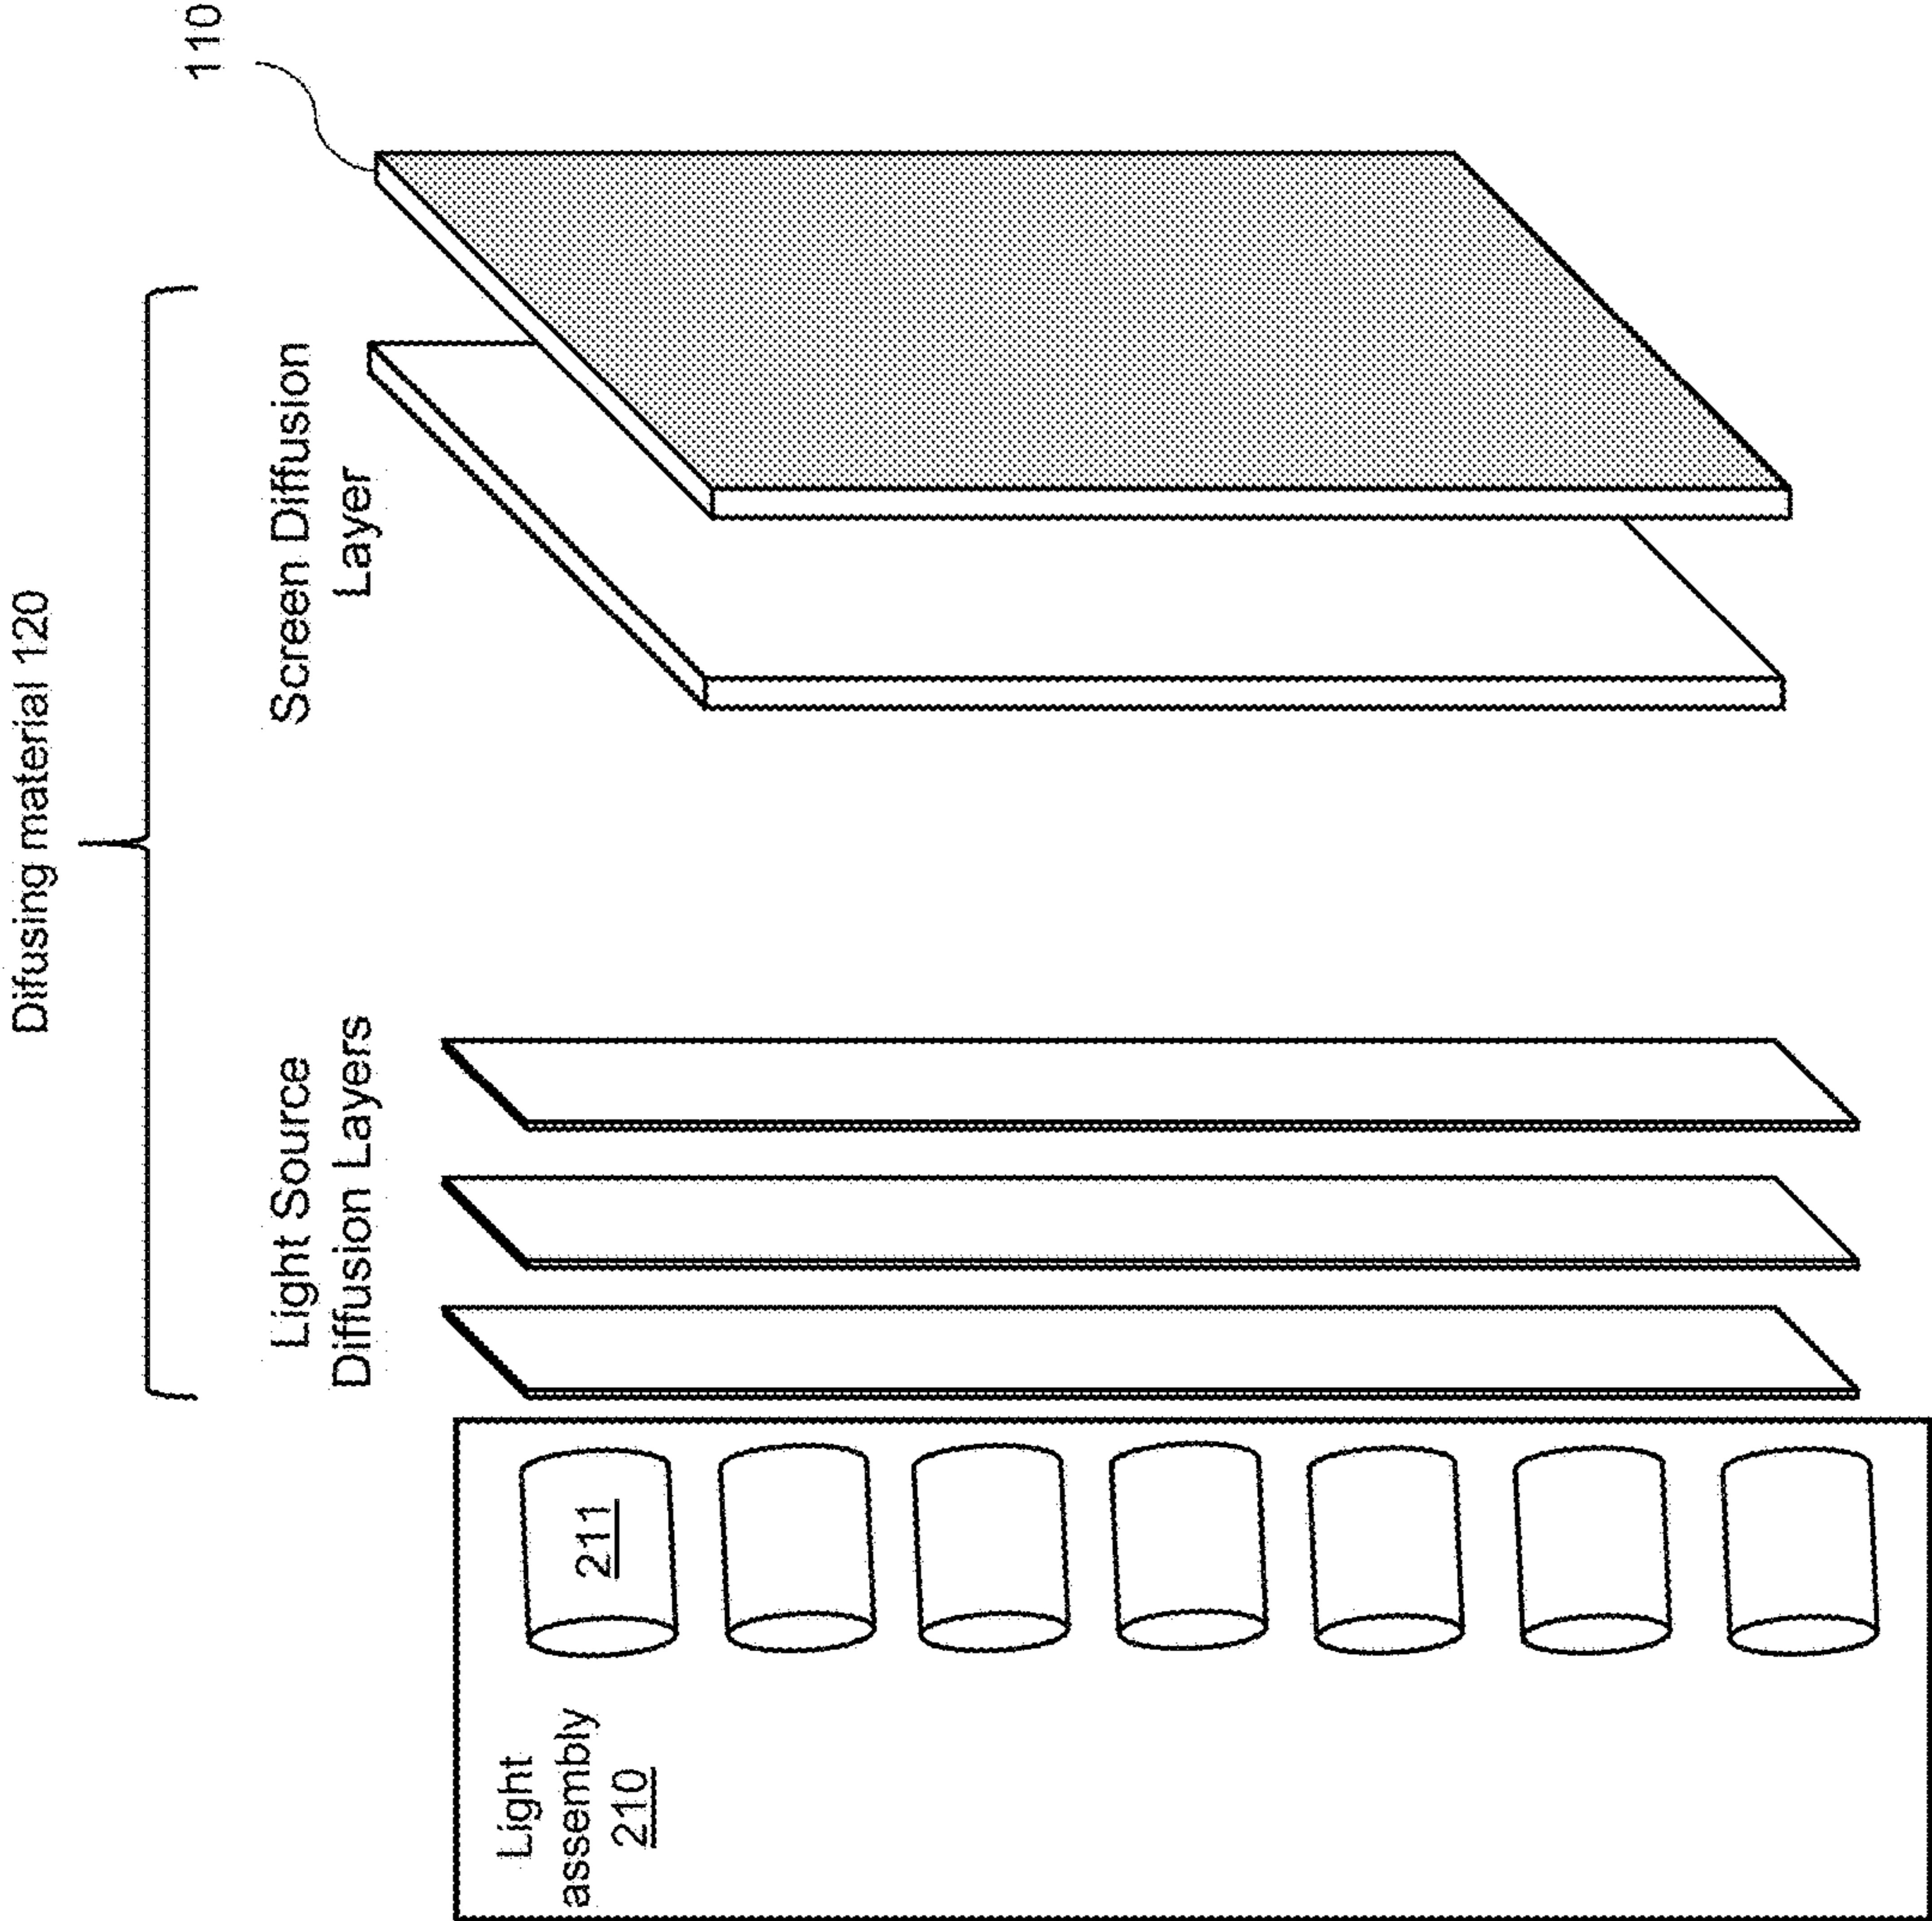 Difusing material 120
Light Source
Diffusion Layers
Screen Diffusion
Layer
110
Light
assembly
210
211